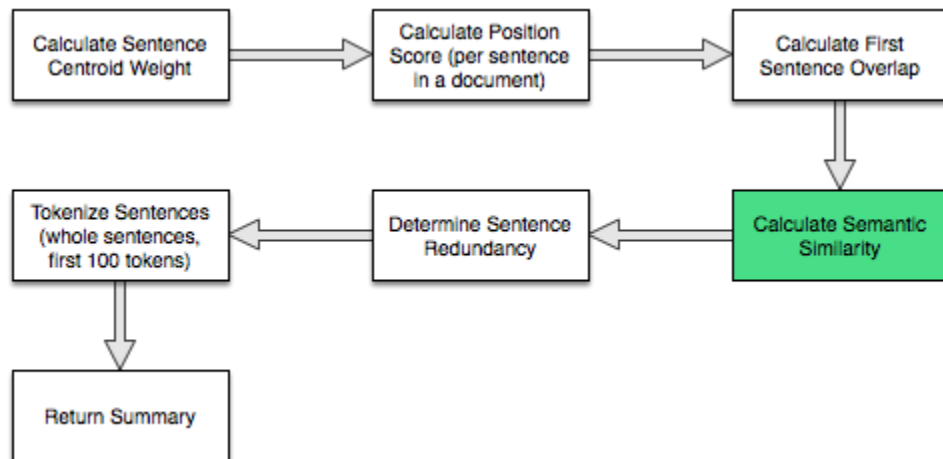 Calculate Sentence
Centroid Weight
Calculate Position
Score (per sentence
in a document)
Calculate First
Sentence Overlap
Calculate Semantic
Similarity
Determine Sentence
Redundancy
Tokenize Sentences
(whole sentences,
first 100 tokens)
Return Summary